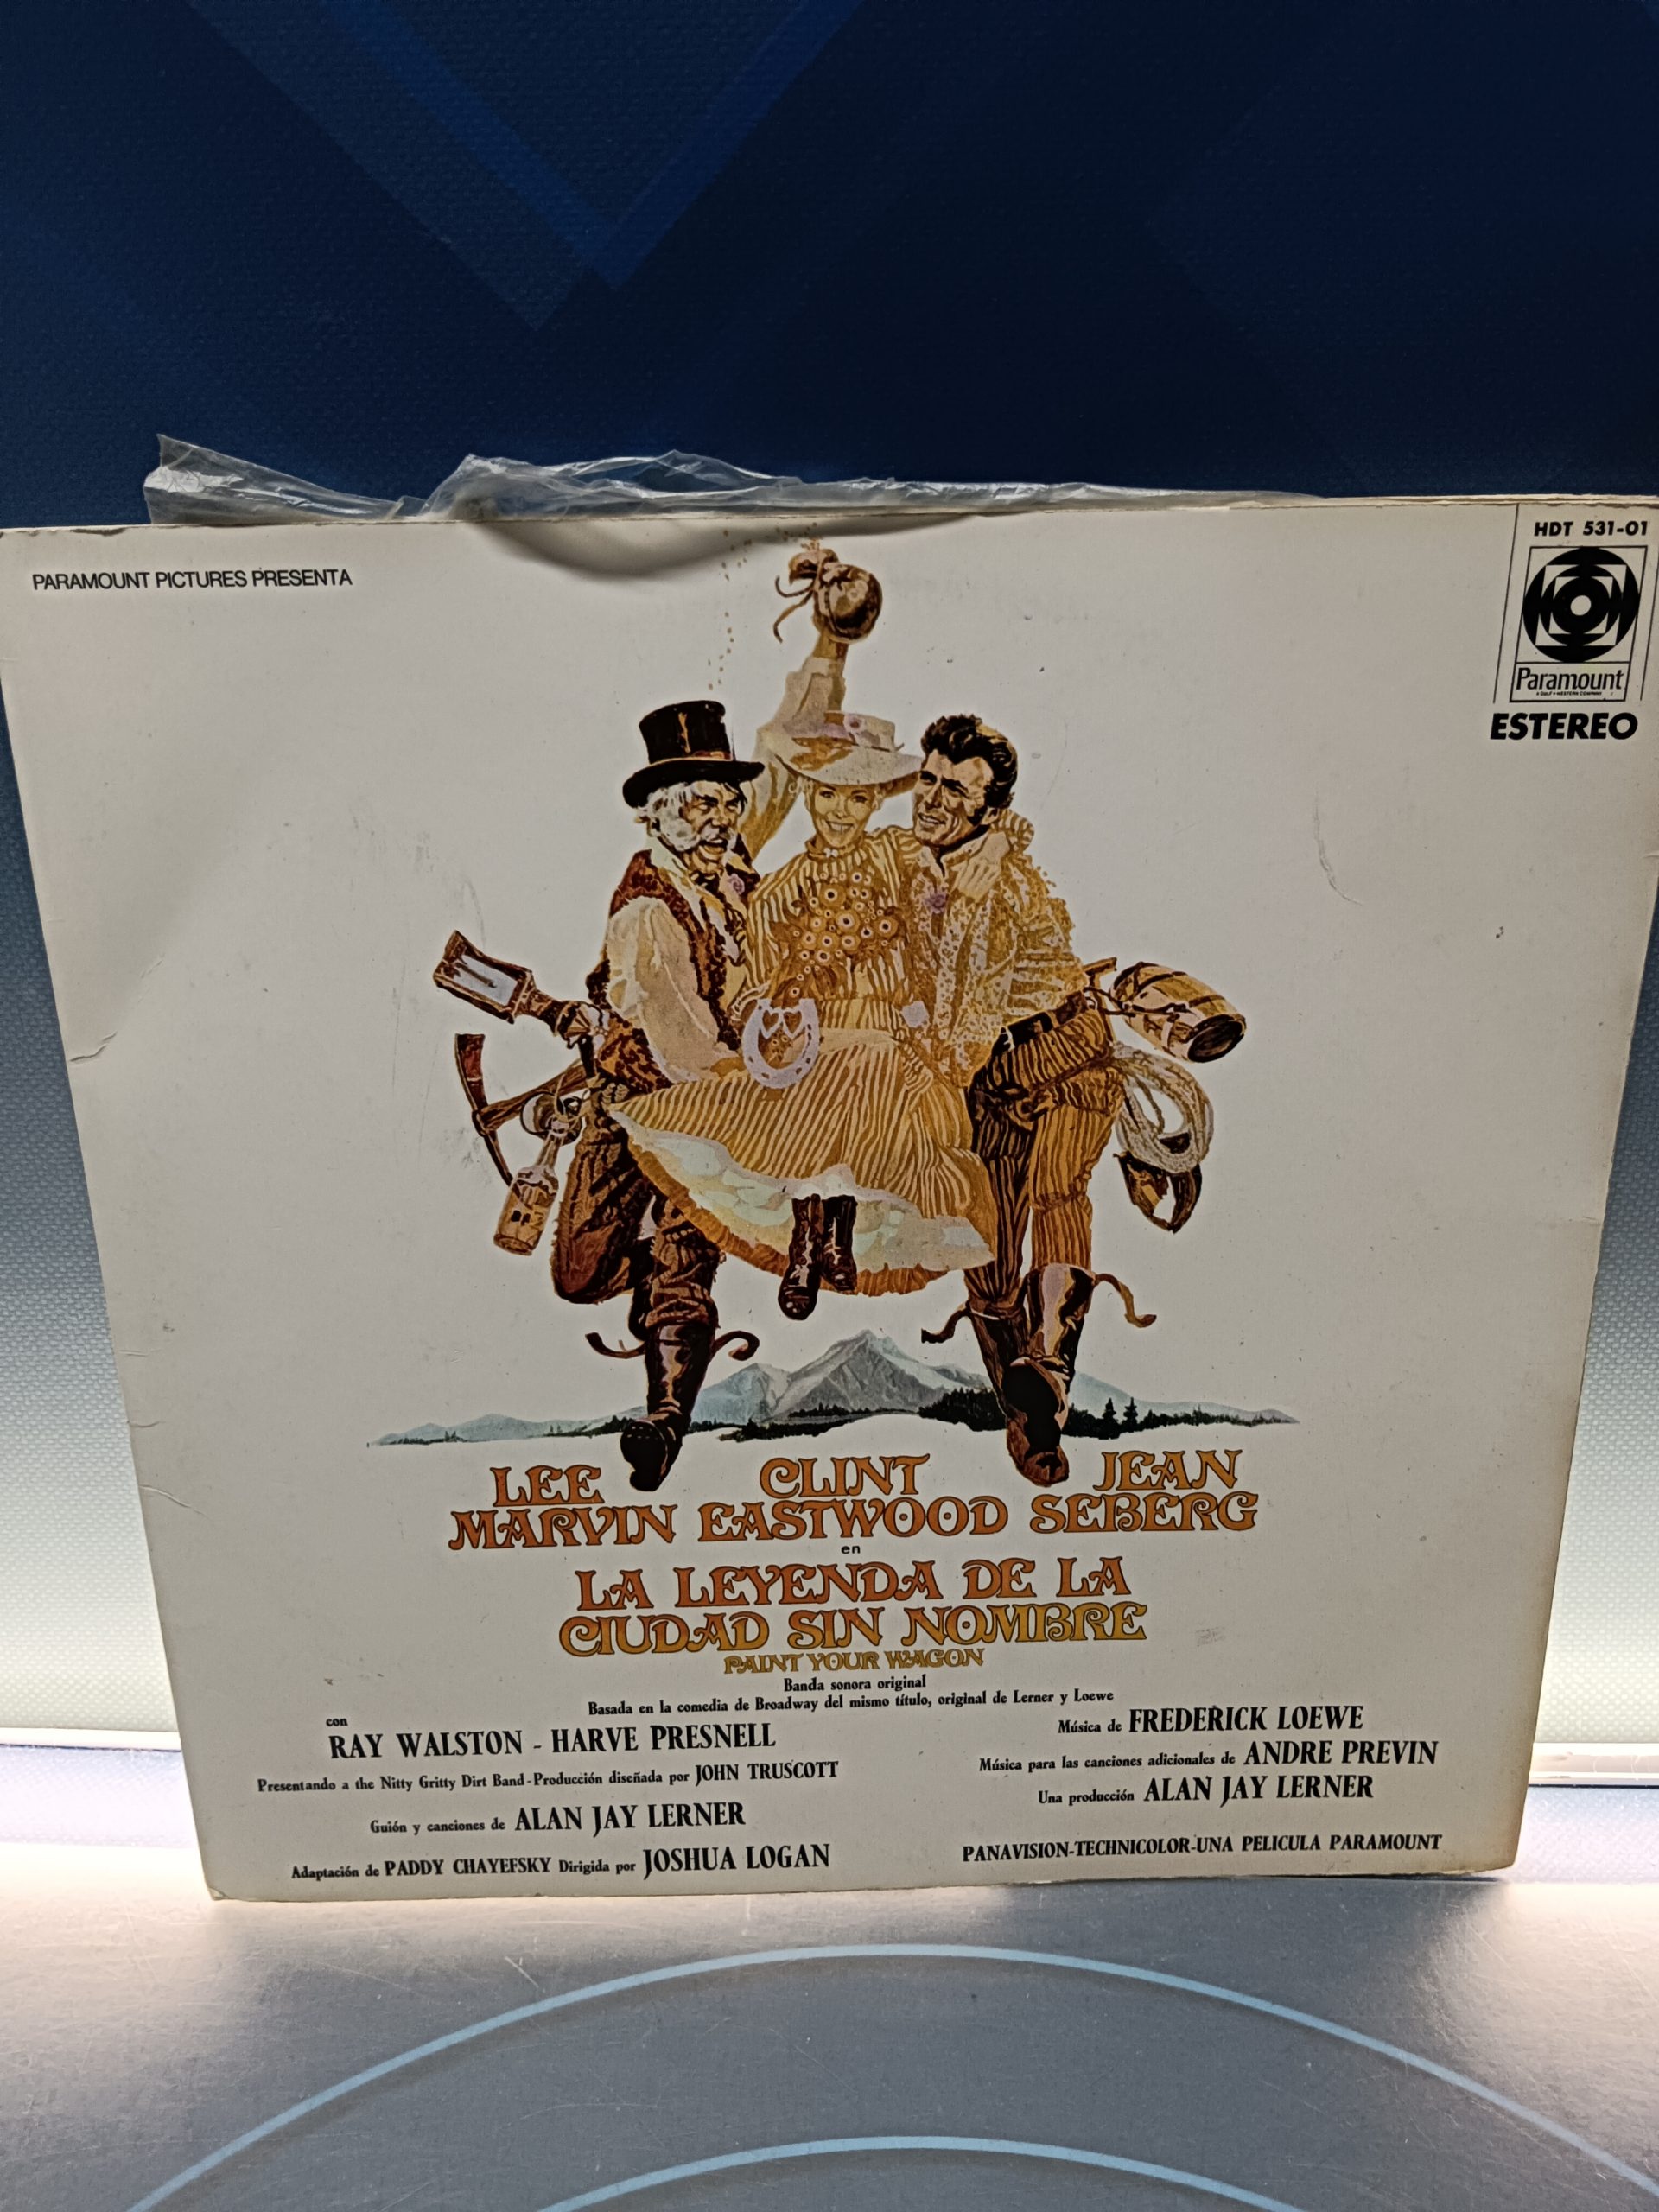 PARAMOUNT PICTURES PRESENTA
HDT 531-01
Paramount
A GULF+WESTERN COMPANY
ESTEREO
LEE MARVIN
CLINT EASTWOOD
JEAN SEBERG
en
LA LEYENDA DE LA
CIUDAD SIN NOMBRE
PAINT YOUR WAGON
Banda sonora original
Basada en la comedia de Broadway del mismo título, original de Lerner y Loewe
con
RAY WALSTON - HARVE PRESNELL
Presentando a the Nitty Gritty Dirt Band-Producción diseñada por JOHN TRUSCOTT
Guión y canciones de ALAN JAY LERNER
Adaptación de PADDY CHAYEFSKY Dirigida por JOSHUA LOGAN
Música de FREDERICK LOEWE
Música para las canciones adicionales de ANDRE PREVIN
Una producción ALAN JAY LERNER
PANAVISION-TECHNICOLOR-UNA PELICULA PARAMOUNT